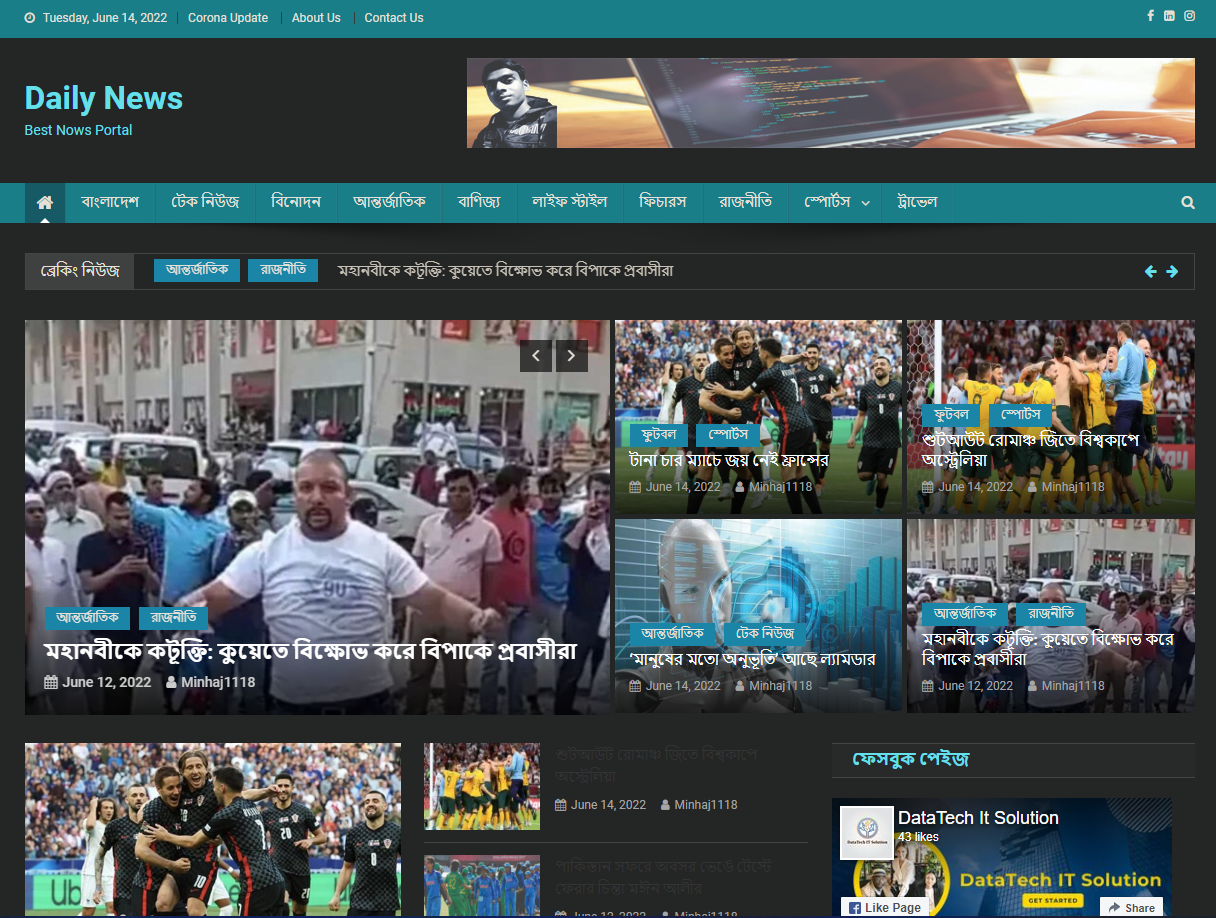 Tuesday, June 14, 2022 Corona Update About Us Contact Us
Daily News
Best Nows Portal
বাংলাদেশ টেক নিউজ বিনোদন আন্তর্জাতিক বাণিজ্য লাইফ স্টাইল ফিচারস রাজনীতি স্পোর্টস ট্রাভেল
ব্রেকিং নিউজ আন্তর্জাতিক রাজনীতি মহানবীকে কটূক্তি: কুয়েতে বিক্ষোভ করে বিপাকে প্রবাসীরা
আন্তর্জাতিক রাজনীতি
মহানবীকে কটূক্তি: কুয়েতে বিক্ষোভ করে বিপাকে প্রবাসীরা
June 12, 2022 Minhaj1118
ফুটবল স্পোর্টস
টানা চার ম্যাচে জয় নেই ফ্রান্সের
June 14, 2022 Minhaj1118
ফুটবল স্পোর্টস
শুটআউট রোমাঞ্চ জিতে বিশ্বকাপে
অস্ট্রেলিয়া
June 14, 2022 Minhaj1118
আন্তর্জাতিক টেক নিউজ
‘মানুষের মতো অনুভূতি’ আছে ল্যামডার
June 14, 2022 Minhaj1118
আন্তর্জাতিক রাজনীতি
মহানবীকে কটূক্তি: কুয়েতে বিক্ষোভ করে
বিপাকে প্রবাসীরা
June 12, 2022 Minhaj1118
শুটআউট রোমাঞ্চ জিতে বিশ্বকাপে
অস্ট্রেলিয়া
June 14, 2022 Minhaj1118
পাকিস্তান সফরে অবসর ভেঙে টেস্টে
ফেরার চিন্তা মঈন আলীর
June 12, 2022 Minhaj1118
ফেসবুক পেইজ
DataTech It Solution
43 likes
DataTech IT Solution
DataTech IT Solution
GET STARTED
Like Page Share